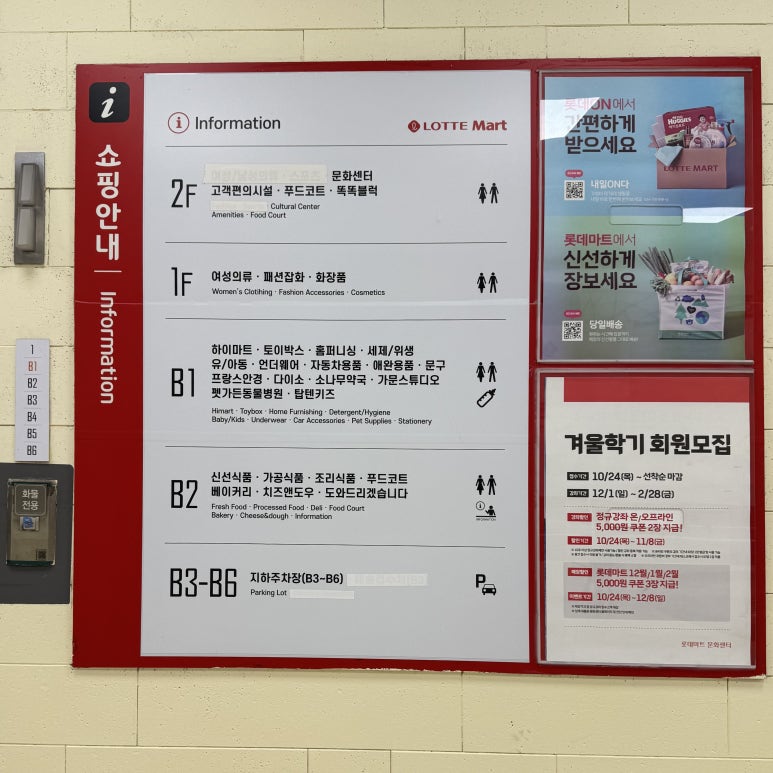 i
쇼핑안내 | Information
i Information
LOTTE Mart
2F
문화센터
고객편의시설 · 푸드코트 · 똑똑블럭
Cultural Center
Amenities · Food Court
1F
여성의류 · 패션잡화 · 화장품
Women's Clotihing · Fashion Accessories · Cosmetics
B1
하이마트 · 토이박스 · 홈퍼니싱 · 세제/위생
유/아동 · 언더웨어 · 자동차용품 · 애완용품 · 문구
프랑스안경 · 다이소 · 소나무약국 · 가문스튜디오
펫가든동물병원 · 탑텐키즈
Himart · Toybox · Home Furnishing · Detergent/Hygiene
Baby/Kids · Underwear · Car Accessories · Pet Supplies · Stationery
B2
신선식품 · 가공식품 · 조리식품 · 푸드코트
베이커리 · 치즈앤도우 · 도와드리겠습니다
Fresh Food · Processed Food · Deli · Food Court
Bakery · Cheese&dough · Information
INFORMATION
B3-B6
지하주차장(B3~B6)
Parking Lot
P
롯데ON에서
간편하게
받으세요
HUGGIES
LOTTE MART
내일ON다
롯데마트에서
신선하게
장보세요
당일배송
겨울학기 회원모집
접수기간 10/24(목) ~ 선착순 마감
강좌기간 12/1(일) ~ 2/28(금)
정규강좌 온/오프라인
5,000원 쿠폰 2장 지급!
할인기간 10/24(목) ~ 11/8(금)
롯데마트 12월/1월/2월
5,000원 쿠폰 3장 지급!
10/24(목) ~ 12/8(일)
롯데마트 문화센터
1
B1
B2
B3
B4
B5
B6
화물
전용